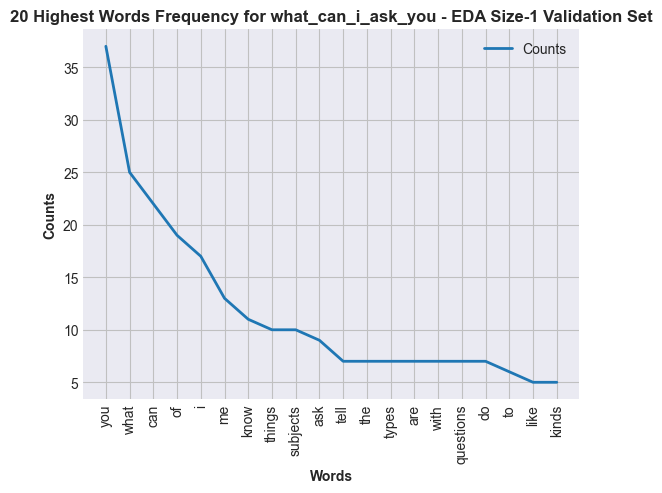 20 Highest Words Frequency for what_can_i_ask_you - EDA Size-1 Validation Set
Counts
35
30
25
20
15
10
5
Counts
you
what
can
of
i
me
know
things
subjects
ask
tell
the
types
are
with
questions
do
to
like
kinds
Words